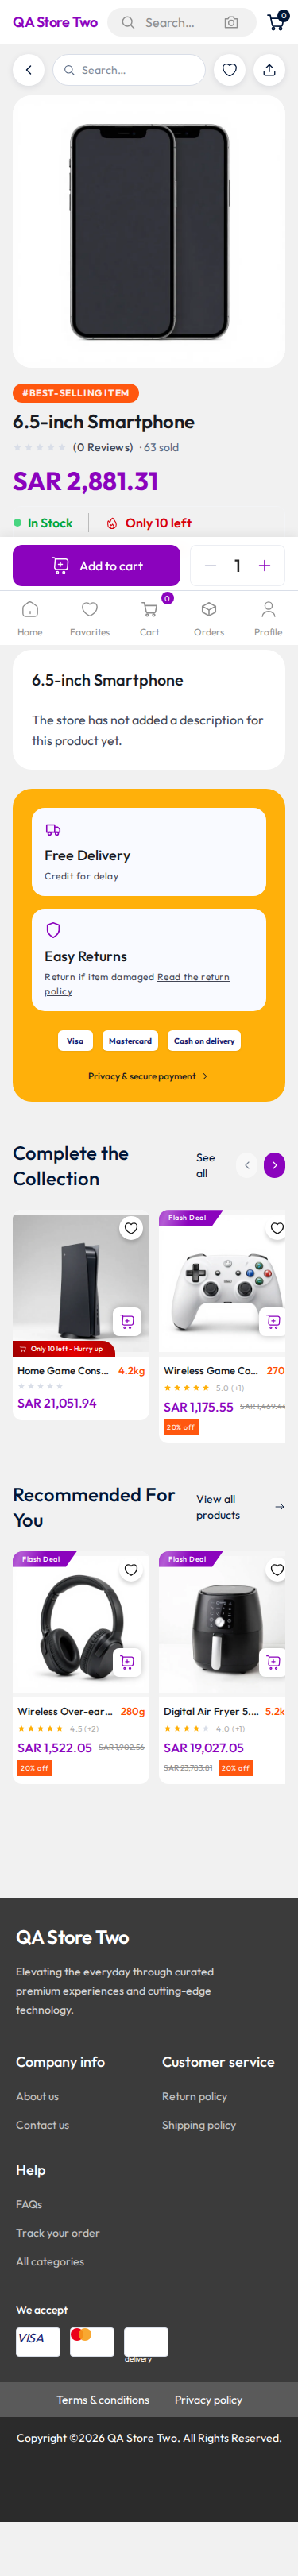 QA Store Two
Search...
0
Search...
#BEST-SELLING ITEM
6.5-inch Smartphone
(0 Reviews) · 63 sold
SAR 2,881.31
In Stock
Only 10 left
Add to cart
1
0
Home
Favorites
Cart
Orders
Profile
6.5-inch Smartphone
The store has not added a description for
this product yet.
Free Delivery
Credit for delay
Easy Returns
Return if item damaged Read the return
policy
Visa
Mastercard
Cash on delivery
Privacy & secure payment
Complete the
Collection
See
all
Only 10 left - Hurry up
Home Game Cons... 4.2kg
SAR 21,051.94
Flash Deal
Wireless Game Co... 270
5.0 (+1)
SAR 1,175.55 SAR 1,469.44
20% off
Recommended For
You
View all
products
Flash Deal
Wireless Over-ear... 280g
4.5 (+2)
SAR 1,522.05 SAR 1,902.56
20% off
Flash Deal
Digital Air Fryer 5.... 5.2k
4.0 (+1)
SAR 19,027.05
SAR 23,783.81 20% off
QA Store Two
Elevating the everyday through curated
premium experiences and cutting-edge
technology.
Company info
About us
Contact us
Customer service
Return policy
Shipping policy
Help
FAQs
Track your order
All categories
We accept
VISA
delivery
Terms & conditions
Privacy policy
Copyright ©2026 QA Store Two. All Rights Reserved.